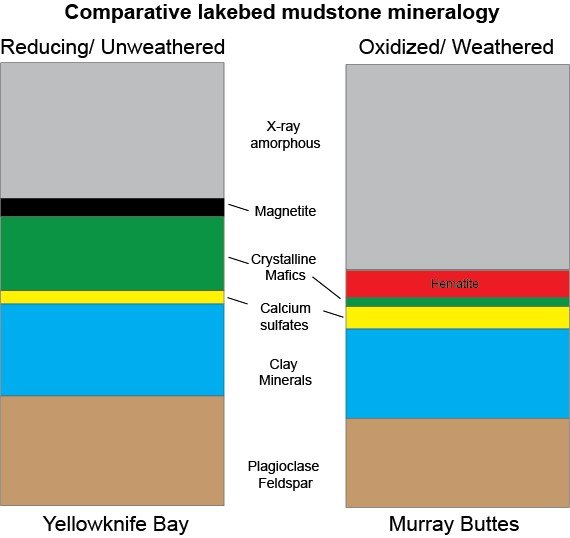 Comparative lakebed mudstone mineralogy
Reducing/ Unweathered
Oxidized/ Weathered
X-ray
amorphous
Magnetite
Crystalline
Mafics
Hematite
Calcium
sulfates
Clay
Minerals
Plagioclase
Feldspar
Yellowknife Bay
Murray Buttes